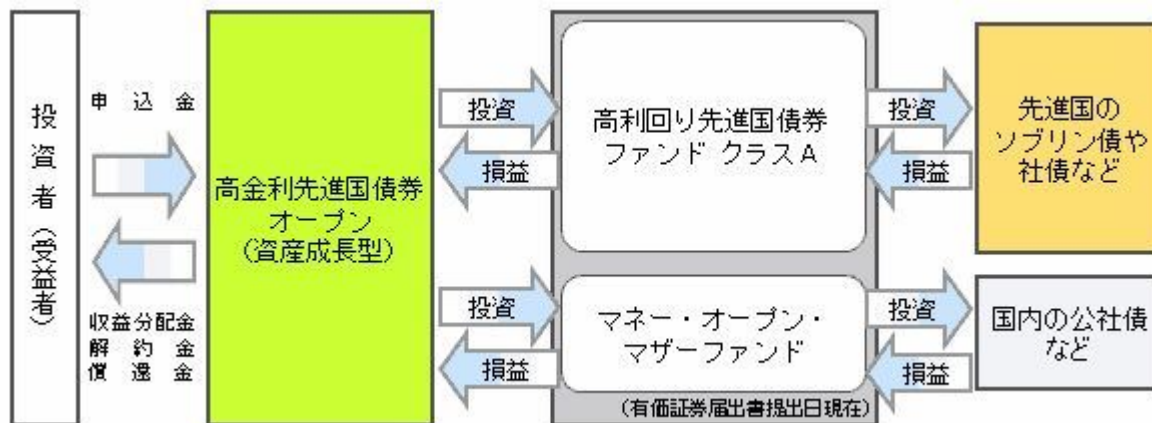 投資者(受益者)
申込金
収益分配金
解約金
償還金
高金利先進国債券
オープン
(資産成長型)
投資
損益
投資
損益
高利回り先進国債券
ファンド クラスA
マネー・オープン・
マザーファンド
(有価証券届出書提出日現在)
投資
損益
投資
損益
先進国の
ソブリン債や
社債など
国内の公社債
など